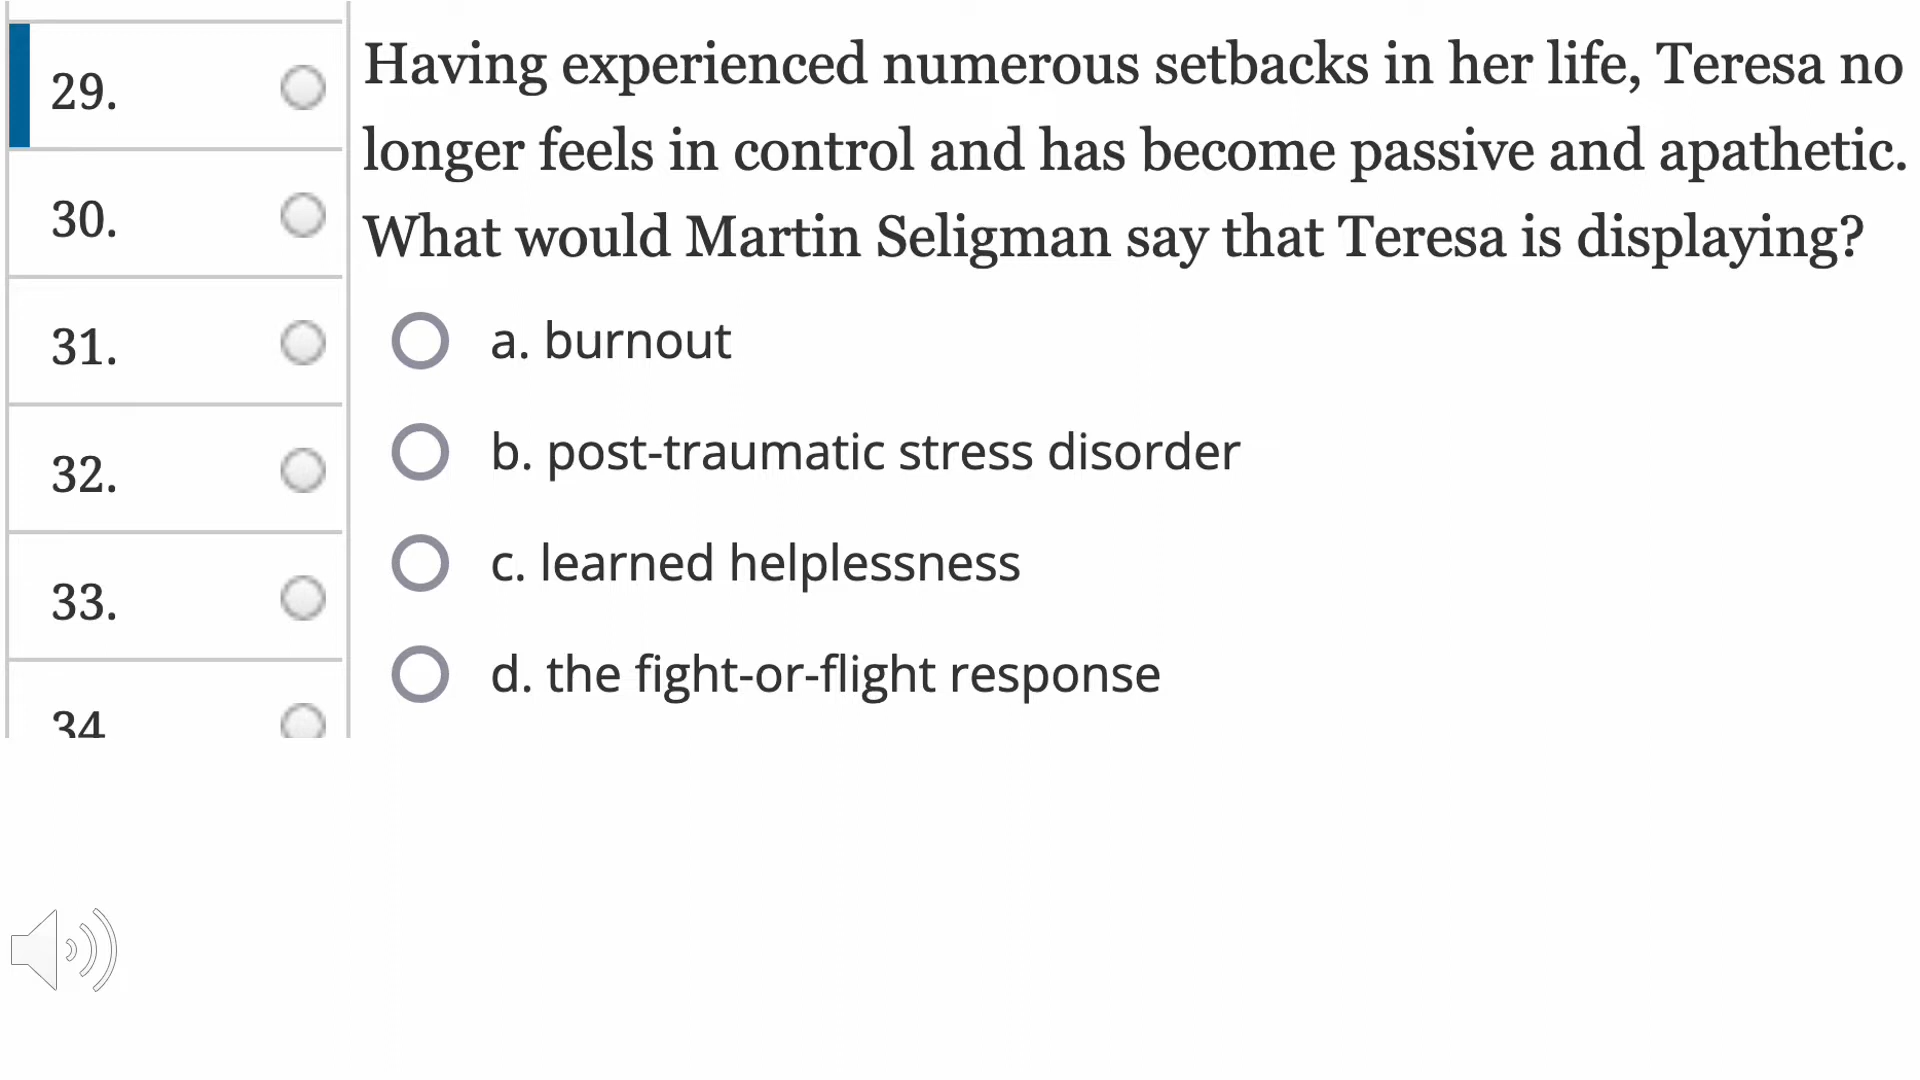 29.
Having experienced numerous setbacks in her life, Teresa no
longer feels in control and has become passive and apathetic.
What would Martin Seligman say that Teresa is displaying?
30.
31.
a. burnout
b. post-traumatic stress disorder
32.
c. learned helplessness
33.
d. the fight-or-flight response
34